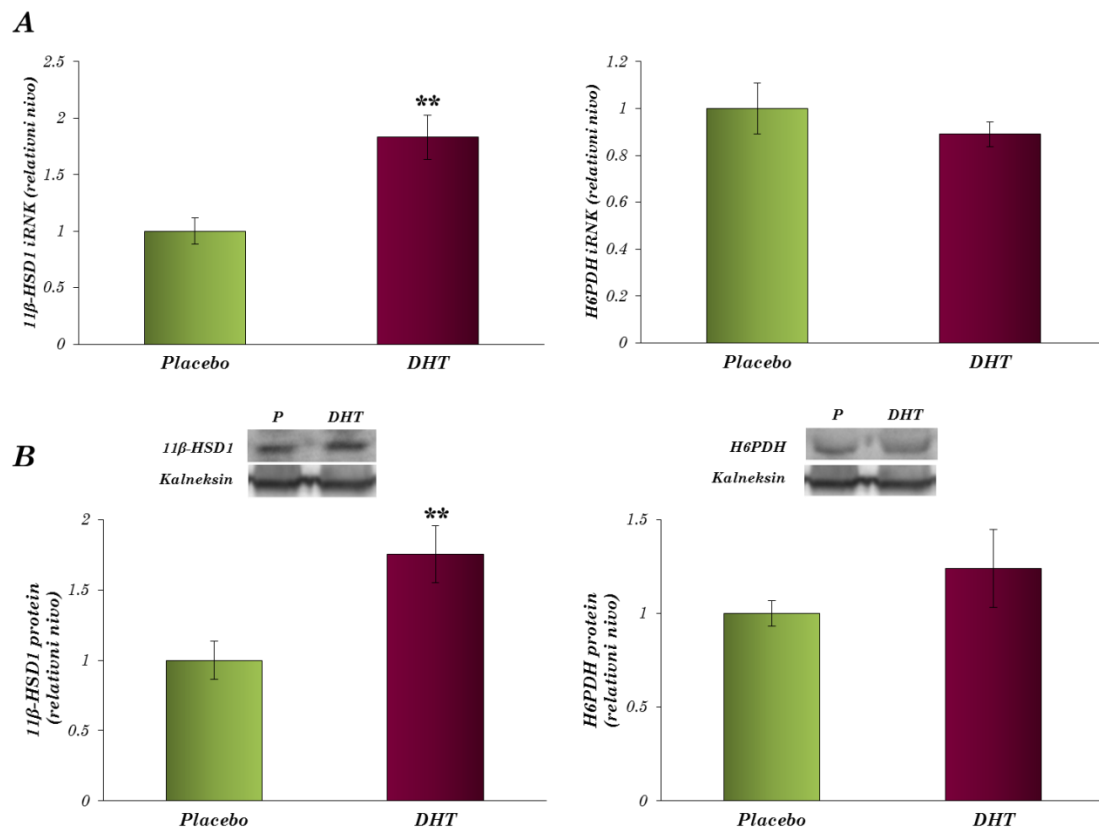 A
11β-HSD1 iRNK (relativni nivo)
2.5
2
1.5
1
0.5
0
**
Placebo
DHT
H6PDH iRNK (relativni nivo)
1.2
1
0.8
0.6
0.4
0.2
0
Placebo
DHT
B
P DHT
11β-HSD1
Kalneksin
11β-HSD1 protein
(relativni nivo)
2
1.5
1
0.5
0
**
Placebo
DHT
P DHT
H6PDH
Kalneksin
H6PDH protein
(relativni nivo)
1.5
1
0.5
0
Placebo
DHT